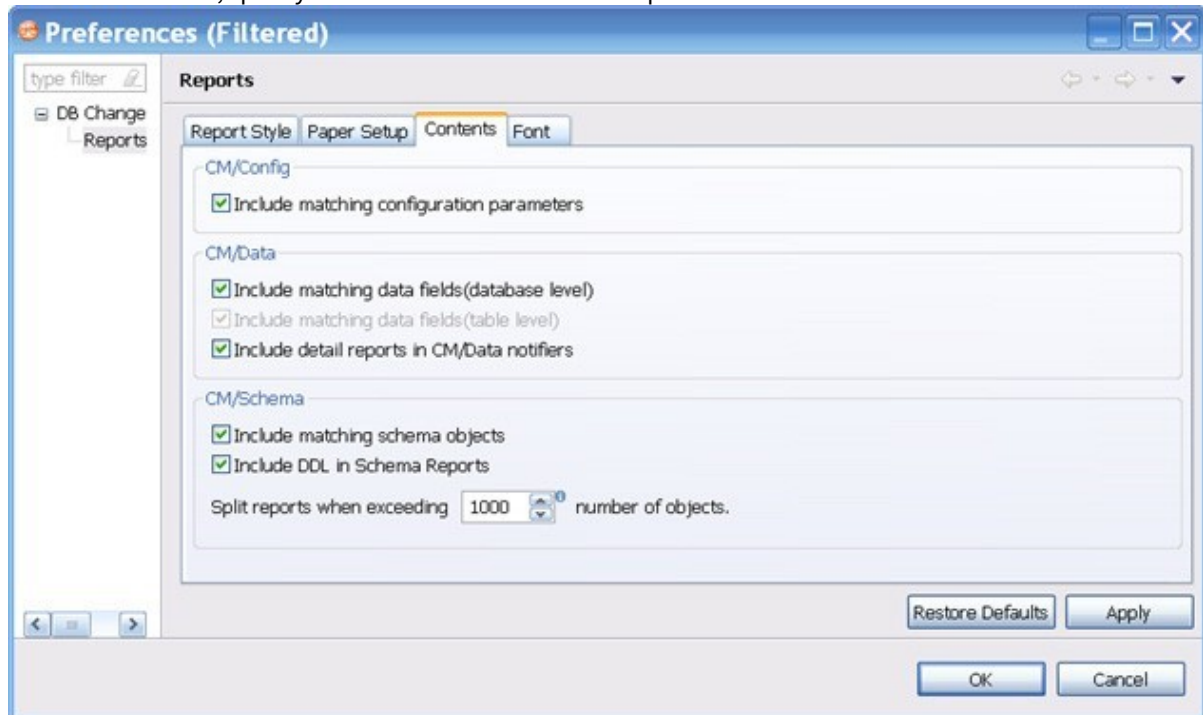 Preferences (Filtered)
type filter
Reports
DB Change
Reports
Report Style Paper Setup Contents Font
CM/Config
Include matching configuration parameters
CM/Data
Include matching data fields(database level)
Include matching data fields(table level)
Include detail reports in CM/Data notifiers
CM/Schema
Include matching schema objects
Include DDL in Schema Reports
Split reports when exceeding 1000 number of objects.
Restore Defaults Apply
OK Cancel